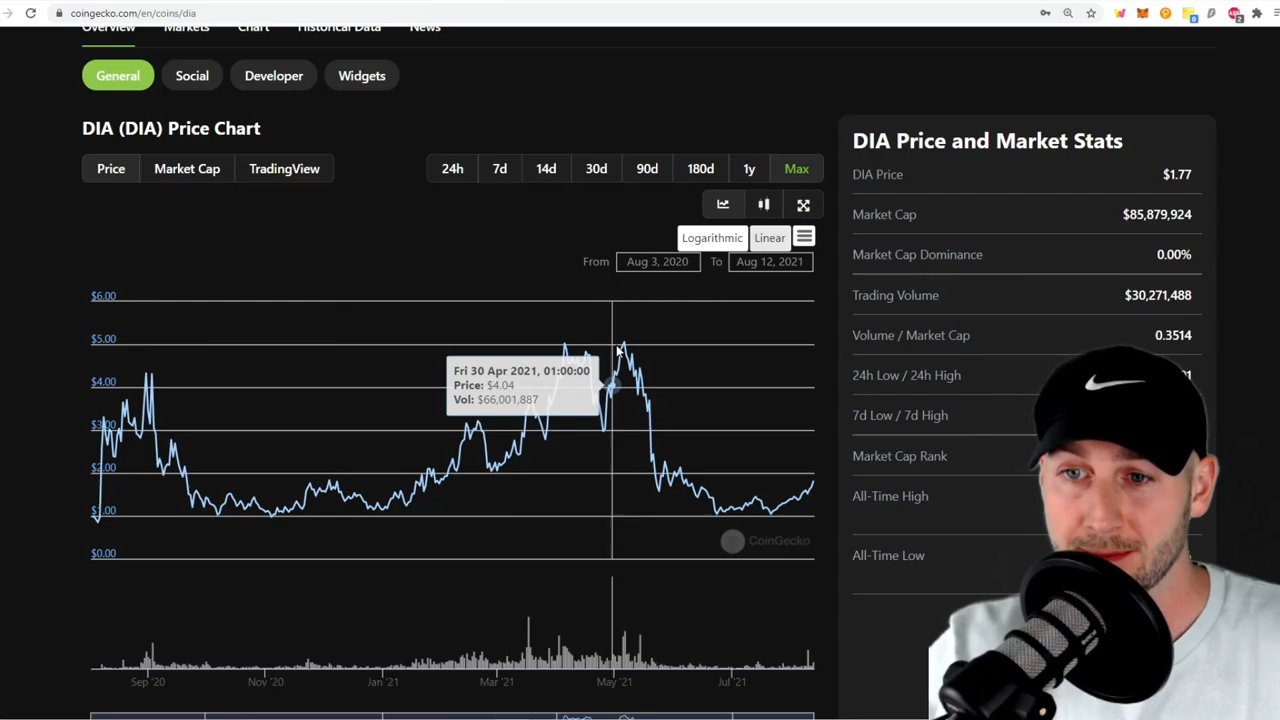 coingecko.com/en/coins/dia
Overview Markets Chart Historical Data News
General Social Developer Widgets
DIA (DIA) Price Chart
Price Market Cap TradingView
24h 7d 14d 30d 90d 180d 1y Max
Logarithmic Linear
From Aug 3, 2020 To Aug 12, 2021
$6.00
$5.00
$4.00
$3.00
$2.00
$1.00
$0.00
Fri 30 Apr 2021, 01:00:00
Price: $4.04
Vol: $66,001,887
CoinGecko
Sep '20 Nov '20 Jan '21 Mar '21 May '21 Jul '21
DIA Price and Market Stats
DIA Price $1.77
Market Cap $85,879,924
Market Cap Dominance 0.00%
Trading Volume $30,271,488
Volume / Market Cap 0.3514
24h Low / 24h High
7d Low / 7d High
Market Cap Rank
All-Time High
All-Time Low